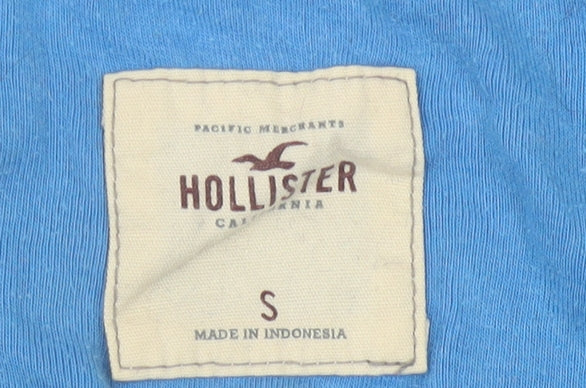 PACIFIC MERCHANTS
HOLLISTER
CALIFORNIA
S
MADE IN INDONESIA